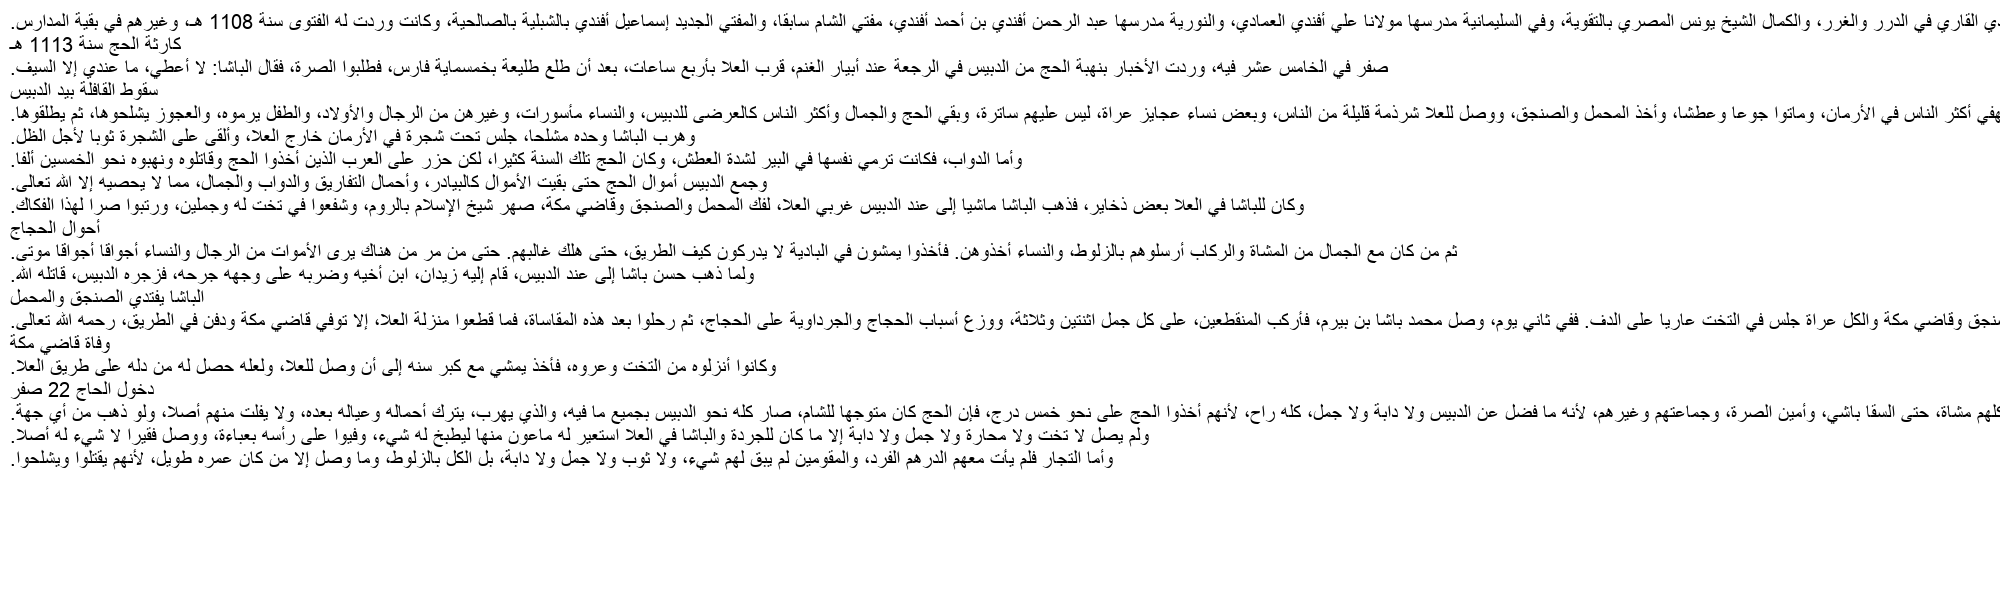 القاري في الدرر والغرر، والكمال الشيخ يونس المصري بالتقوية، وفي السليمانية مدرسها مولانا علي أفندي العمادي، والنورية مدرسها عبد الرحمن أفندي بن أحمد أفندي، مفتي الشام سابقا، والمفتي الجديد إسماعيل أفندي بالشبلية بالصالحية، وكانت وردت له الفتوى سنة 1108 هـ، وغيرهم في بقية المدارس.
كارثة الحج سنة 1113 هـ
صفر في الخامس عشر فيه، وردت الأخبار بنهبة الحج من الدبيس في الرجعة عند أبيار الغنم، قرب العلا بأربع ساعات، بعد أن طلع طليعة بخمسماية فارس، فطلبوا الصرة، فقال الباشا: لا أعطي، ما عندي إلا السيف.
سقوط القافلة بيد الدبيس
أكثر الناس في الأرمان، وماتوا جوعا وعطشا، وأخذ المحمل والصنجق، ووصل للعلا شرذمة قليلة من الناس، وبعض نساء عجايز عراة، ليس عليهم ساترة، وبقي الحج والجمال وأكثر الناس كالعرضى للدبيس، والنساء مأسورات، وغيرهن من الرجال والأولاد، والطفل يرموه، والعجوز يشلحوها، ثم يطلقوها.
وهرب الباشا وحده مشلحا، جلس تحت شجرة في الأرمان خارج العلا، وألقى على الشجرة ثوبا لأجل الظل.
وأما الدواب، فكانت ترمي نفسها في البير لشدة العطش، وكان الحج تلك السنة كثيرا، لكن حزر على العرب الذين أخذوا الحج وقاتلوه ونهبوه نحو الخمسين ألفا.
وجمع الدبيس أموال الحج حتى بقيت الأموال كالبيادر، وأحمال التفاريق والدواب والجمال، مما لا يحصيه إلا الله تعالى.
وكان للباشا في العلا بعض ذخاير، فذهب الباشا ماشيا إلى عند الدبيس غربي العلا، لفك المحمل والصنجق وقاضي مكة، صهر شيخ الإسلام بالروم، وشفعوا في تخت له وجملين، ورتبوا صرا لهذا الفكاك.
أحوال الحجاج
ثم من كان مع الجمال من المشاة والركاب أرسلوهم بالزلوط، والنساء أخذوهن. فأخذوا يمشون في البادية لا يدركون كيف الطريق، حتى هلك غالبهم. حتى من مر من هناك يرى الأموات من الرجال والنساء أجواقا أجواقا موتى.
ولما ذهب حسن باشا إلى عند الدبيس، قام إليه زيدان، ابن أخيه وضربه على وجهه جرحه، فزجره الدبيس، قاتله الله.
الباشا يفتدي الصنجق والمحمل
وقاضي مكة والكل عراة جلس في التخت عاريا على الدف. ففي ثاني يوم، وصل محمد باشا بن بيرم، فأركب المنقطعين، على كل جمل اثنتين وثلاثة، ووزع أسباب الحجاج والجرداوية على الحجاج، ثم رحلوا بعد هذه المقاساة، فما قطعوا منزلة العلا، إلا توفي قاضي مكة ودفن في الطريق، رحمه الله تعالى.
وفاة قاضي مكة
وكانوا أنزلوه من التخت وعروه، فأخذ يمشي مع كبر سنه إلى أن وصل للعلا، ولعله حصل له من دله على طريق العلا.
دخول الحاج 22 صفر
مشاة، حتى السقا باشي، وأمين الصرة، وجماعتهم وغيرهم، لأنه ما فضل عن الدبيس ولا دابة ولا جمل، كله راح، لأنهم أخذوا الحج على نحو خمس درج، فإن الحج كان متوجها للشام، صار كله نحو الدبيس بجميع ما فيه، والذي يهرب، يترك أحماله وعياله بعده، ولا يفلت منهم أصلا، ولو ذهب من أي جهة.
ولم يصل لا تخت ولا محارة ولا جمل ولا دابة إلا ما كان للجردة والباشا في العلا استعير له ماعون منها ليطبخ له شيء، وفيوا على رأسه بعباءة، ووصل فقيرا لا شيء له أصلا.
وأما التجار فلم يأت معهم الدرهم الفرد، والمقومين لم يبق لهم شيء، ولا ثوب ولا جمل ولا دابة، بل الكل بالزلوط، وما وصل إلا من كان عمره طويل، لأنهم يقتلوا ويشلحوا.